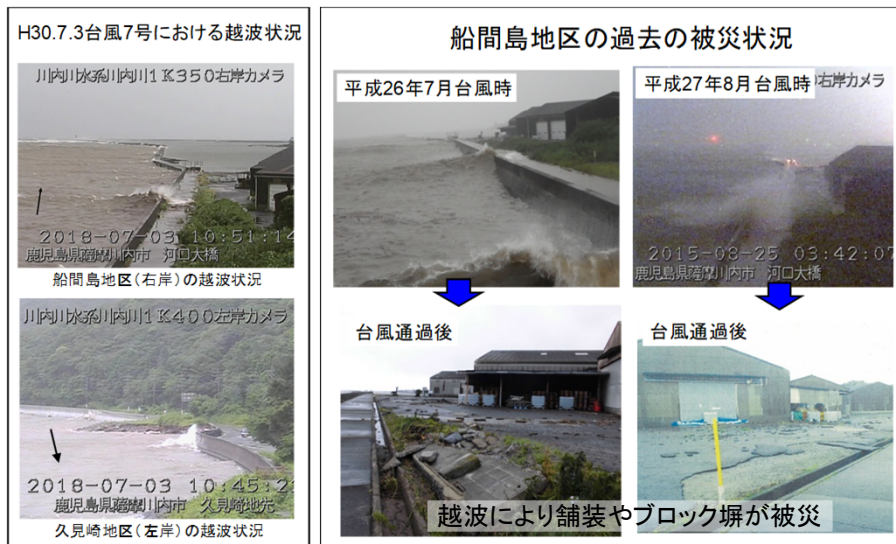 H30.7.3台風7号における越波状況
川内川水系川内川1K350右岸カメラ
2018-07-03 10:51:14
鹿児島県薩摩川内市 河口大橋
船間島地区(右岸)の越波状況
川内川水系川内川1K400左岸カメラ
2018-07-03 10:45:2
鹿児島県薩摩川内市 久見崎地先
久見崎地区(左岸)の越波状況
船間島地区の過去の被災状況
平成26年7月台風時
平成27年8月台風時
右岸カメラ
2015-08-25 03:42:07
鹿児島県薩摩川内市 河口大橋
台風通過後
台風通過後
越波により舗装やブロック塀が被災